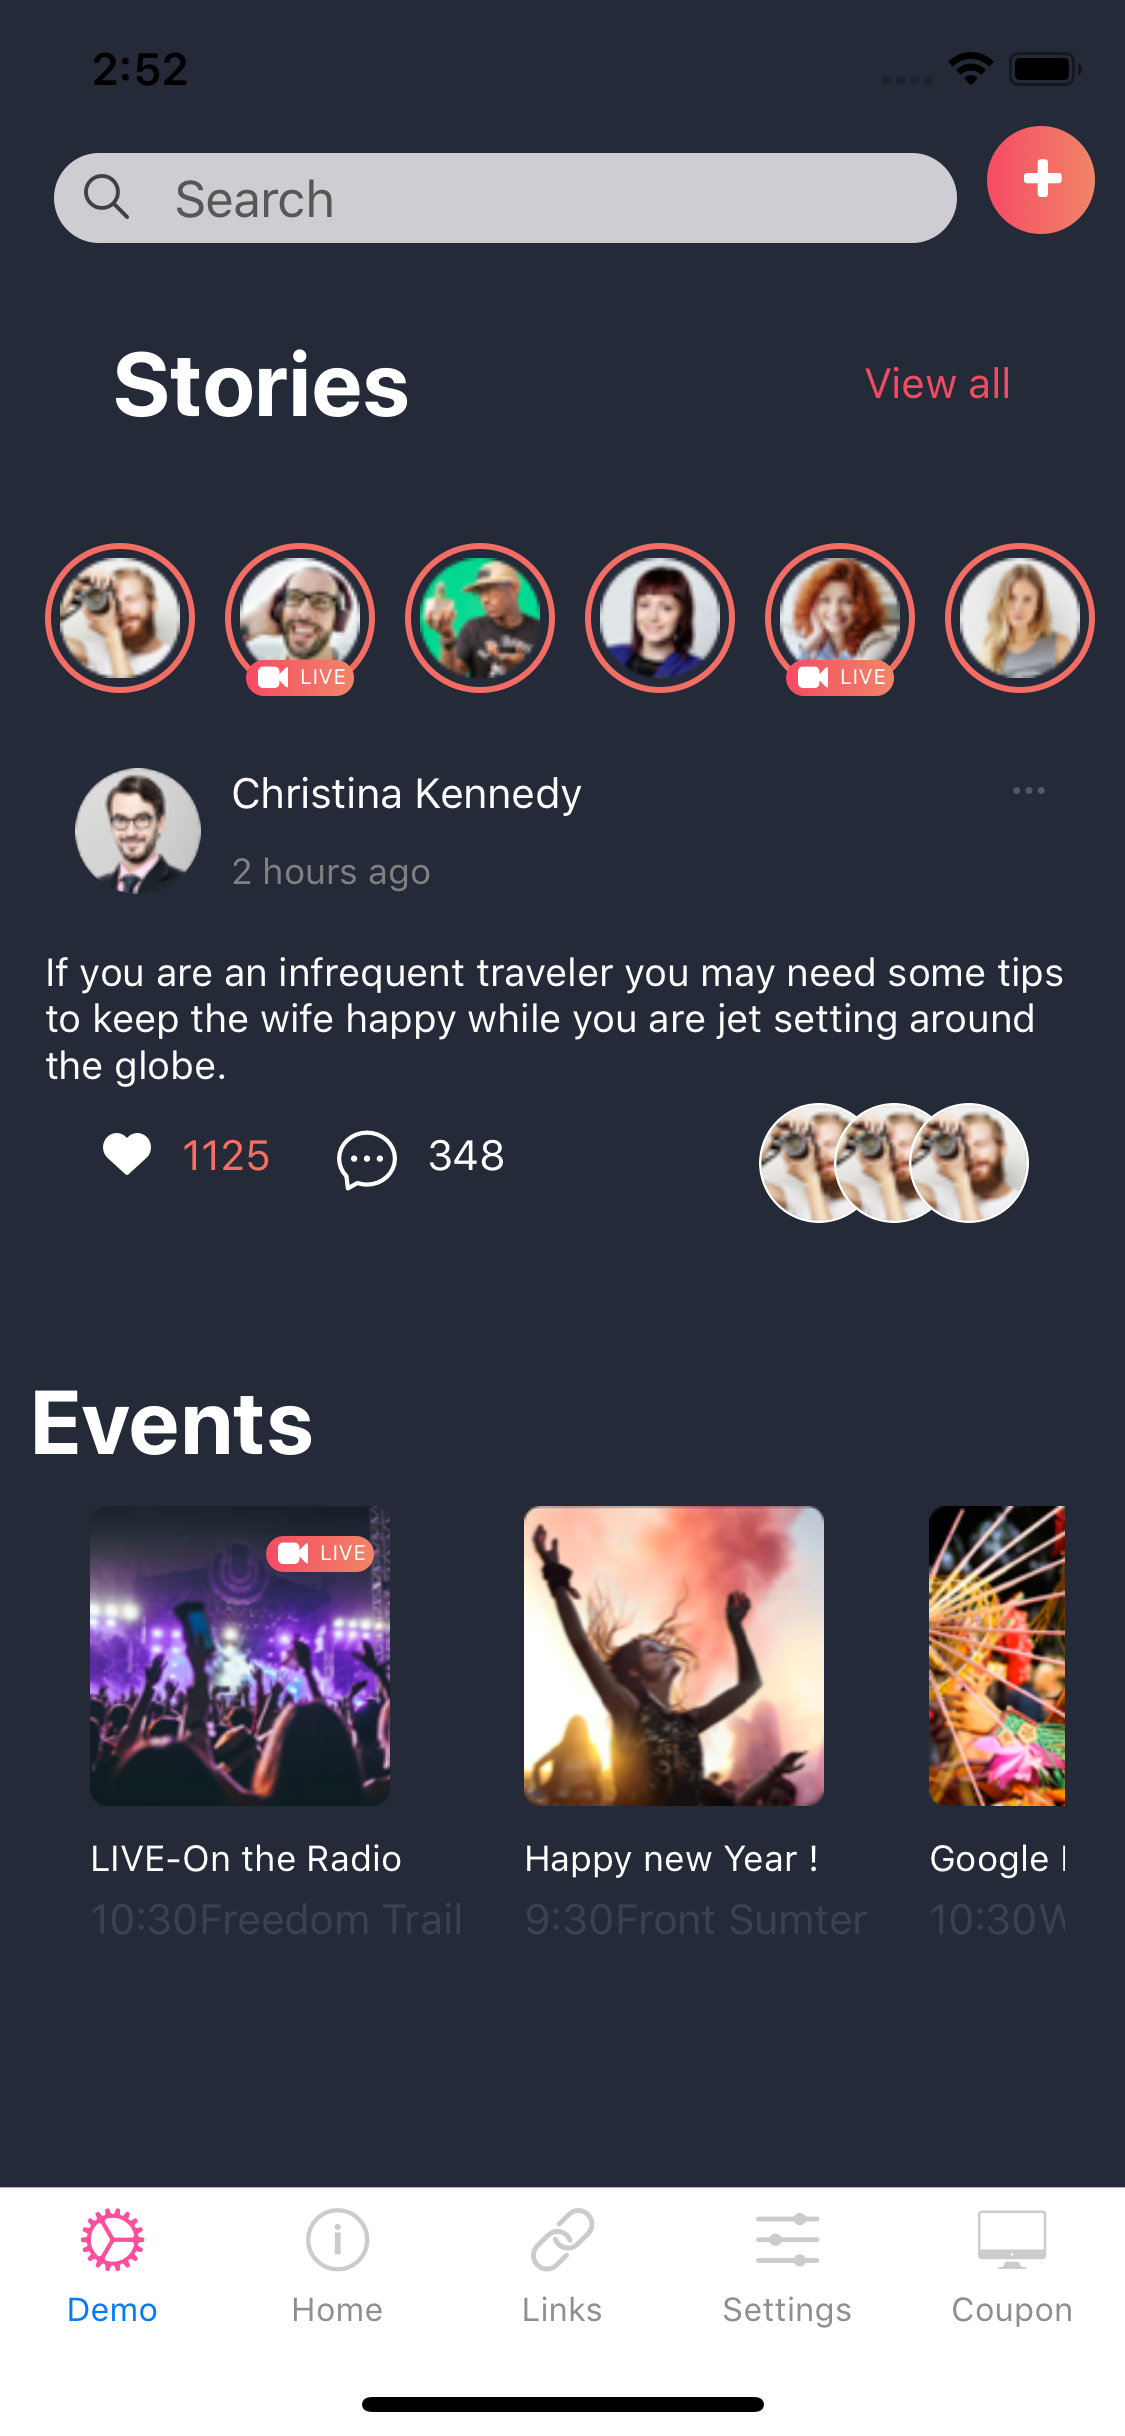 2:52
Search
Stories
View all
LIVE
LIVE
Christina Kennedy
2 hours ago
If you are an infrequent traveler you may need some tips
to keep the wife happy while you are jet setting around
the globe.
1125
348
Events
LIVE
LIVE-On the Radio
Happy new Year !
Google
10:30Freedom Trail
9:30Front Sumter
10:30W
Demo
Home
Links
Settings
Coupon